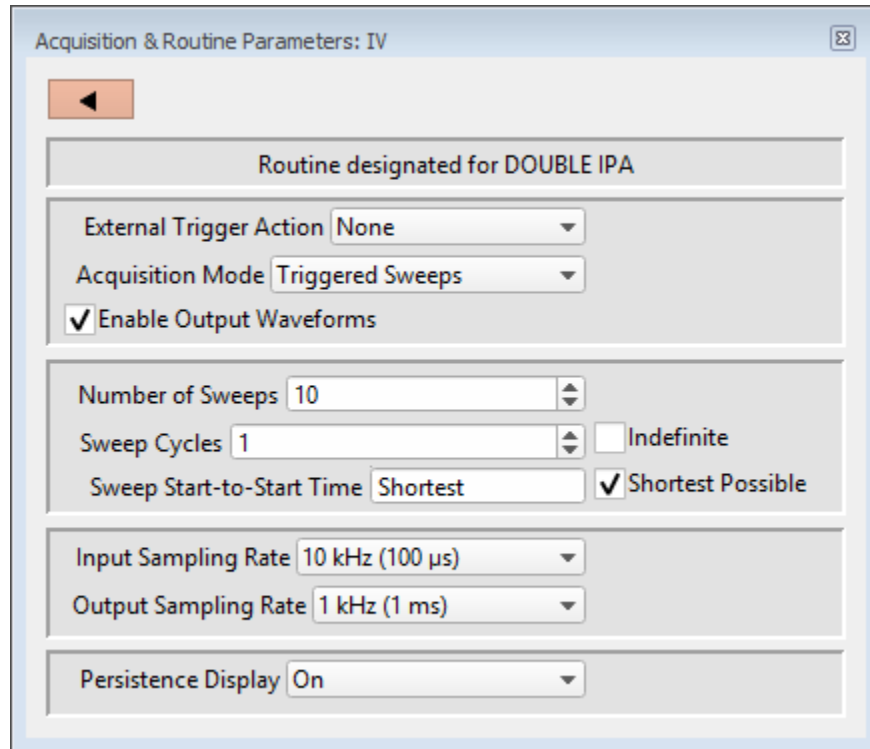 Acquisition & Routine Parameters: IV
Routine designated for DOUBLE IPA
External Trigger Action None
Acquisition Mode Triggered Sweeps
Enable Output Waveforms
Number of Sweeps 10
Sweep Cycles 1 Indefinite
Sweep Start-to-Start Time Shortest Shortest Possible
Input Sampling Rate 10 kHz (100 µs)
Output Sampling Rate 1 kHz (1 ms)
Persistence Display On